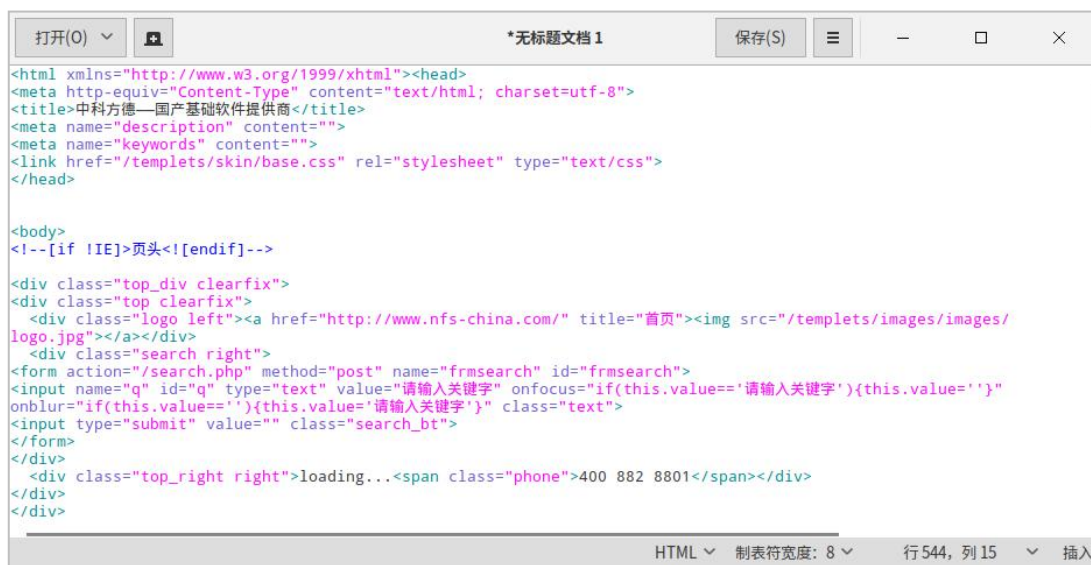 打开(O)
*无标题文档 1
保存(S)
<html xmlns="http://www.w3.org/1999/xhtml"><head>
<meta http-equiv="Content-Type" content="text/html; charset=utf-8">
<title>中科方德——国产基础软件提供商</title>
<meta name="description" content="">
<meta name="keywords" content="">
<link href="/templets/skin/base.css" rel="stylesheet" type="text/css">
</head>
<body>
<!--[if !IE]>页头<![endif]-->
<div class="top_div clearfix">
<div class="top clearfix">
  <div class="logo left"><a href="http://www.nfs-china.com/" title="首页"><img src="/templets/images/images/
logo.jpg"></a></div>
  <div class="search right">
<form action="/search.php" method="post" name="frmsearch" id="frmsearch">
<input name="q" id="q" type="text" value="请输入关键字" onfocus="if(this.value=='请输入关键字'){this.value=''}"
onblur="if(this.value==''){this.value='请输入关键字'}" class="text">
<input type="submit" value="" class="search_bt">
</form>
</div>
  <div class="top_right right">loading...<span class="phone">400 882 8801</span></div>
</div>
</div>
HTML 制表符宽度：8 行 544，列 15 插入